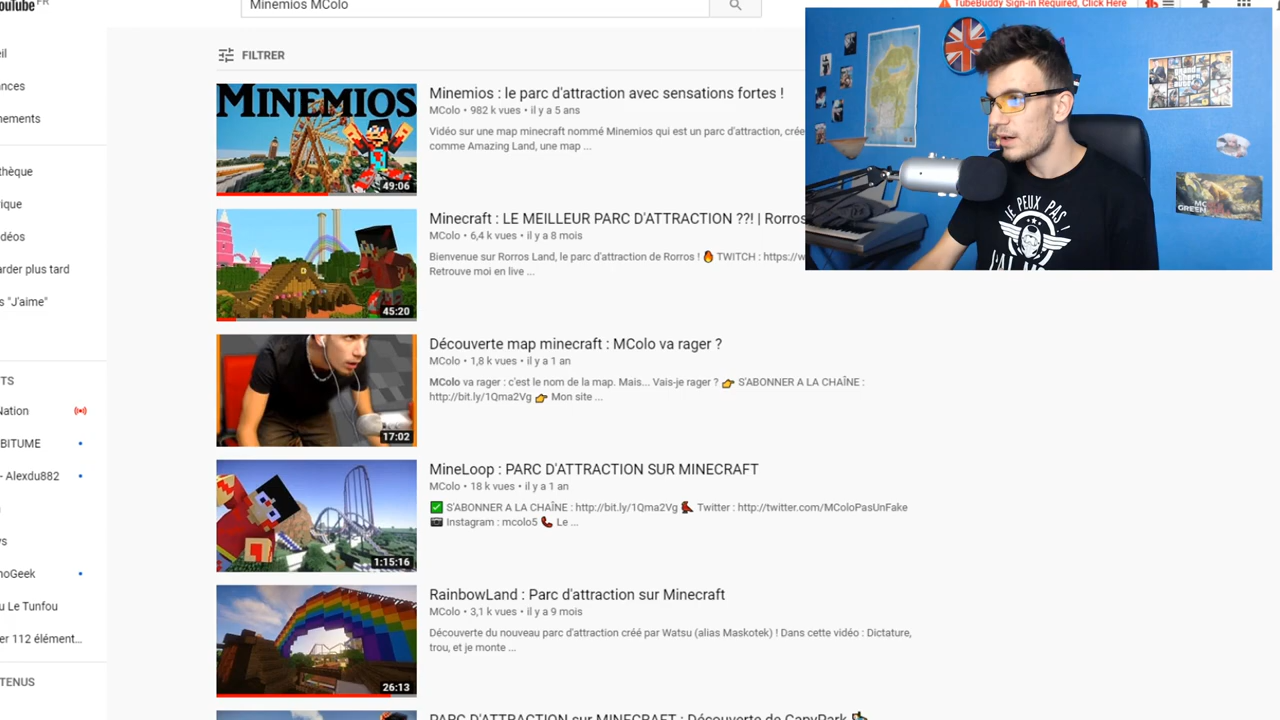 ouTube FR
Minemios MColo
TubeBuddy Sign-in Required, Click Here
tb
eil
FILTRER
ances
nements
thèque
rique
déos
arder plus tard
s "J'aime"
TS
Nation
BITUME
- Alexdu882
s
noGeek
u Le Tunfou
er 112 élément...
TENUS
MINEMIOS
49:06
Minemios : le parc d'attraction avec sensations fortes !
MColo • 982 k vues • il y a 5 ans
Vidéo sur une map minecraft nommé Minemios qui est un parc d'attraction, crée
comme Amazing Land, une map ...
45:20
Minecraft : LE MEILLEUR PARC D'ATTRACTION ??! | Rorros
MColo • 6,4 k vues • il y a 8 mois
Bienvenue sur Rorros Land, le parc d'attraction de Rorros ! 🔥 TWITCH : https://w
Retrouve moi en live ...
17:02
Découverte map minecraft : MColo va rager ?
MColo • 1,8 k vues • il y a 1 an
MColo va rager : c'est le nom de la map. Mais... Vais-je rager ? 👉 S'ABONNER A LA CHAÎNE :
http://bit.ly/1Qma2Vg 👉 Mon site ...
1:15:16
MineLoop : PARC D'ATTRACTION SUR MINECRAFT
MColo • 18 k vues • il y a 1 an
✅ S'ABONNER A LA CHAÎNE : http://bit.ly/1Qma2Vg Twitter : http://twitter.com/MColoPasUnFake
📷 Instagram : mcolo5 📞 Le ...
26:13
RainbowLand : Parc d'attraction sur Minecraft
MColo • 3,1 k vues • il y a 9 mois
Découverte du nouveau parc d'attraction créé par Watsu (alias Maskotek) ! Dans cette vidéo : Dictature,
trou, et je monte ...
PARC D'ATTRACTION sur MINECRAFT : Découverte de CapyPark
JE PEUX PAS
J'AI
MC
GREEN